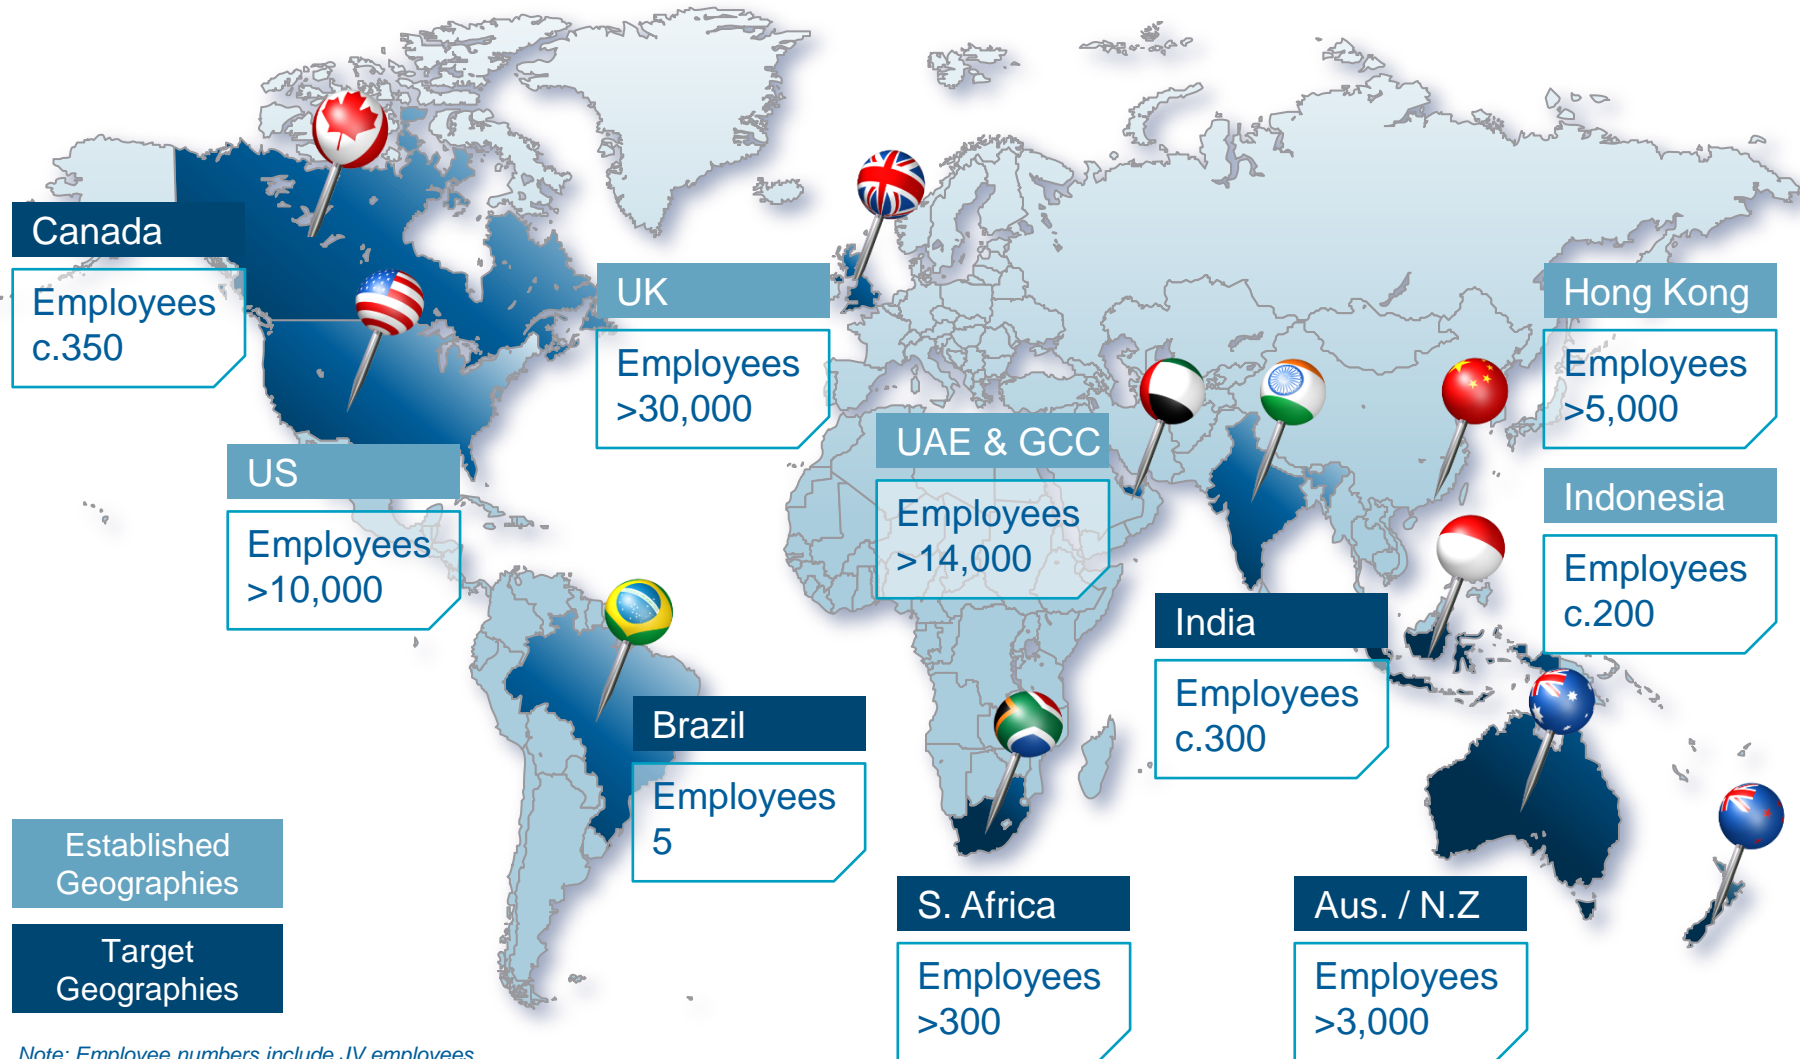 Canada
Employees
c.350
US
Employees
>10,000
UK
Employees
>30,000
UAE & GCC
Employees
>14,000
Hong Kong
Employees
>5,000
Indonesia
Employees
c.200
India
Employees
c.300
Brazil
Employees
5
S. Africa
Employees
>300
Aus. / N.Z
Employees
>3,000
Established
Geographies
Target
Geographies
Note: Employee numbers include JV employees